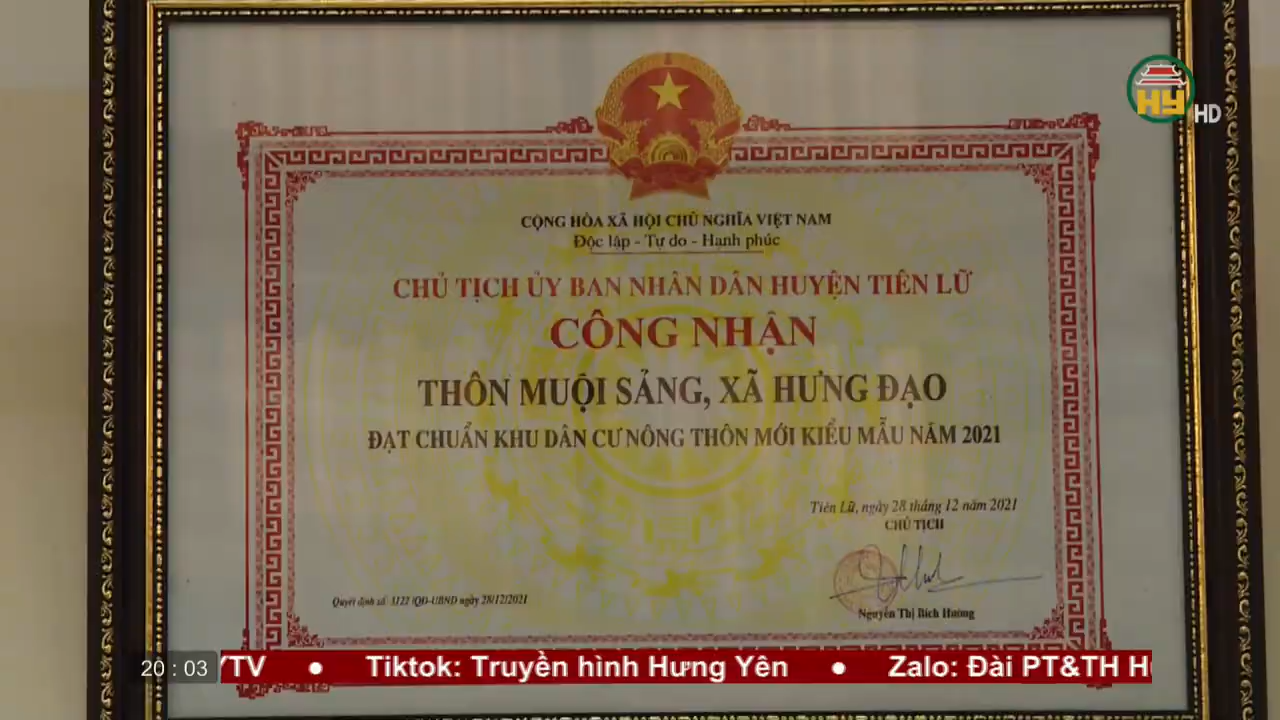 HY HD
CỘNG HÒA XÃ HỘI CHỦ NGHĨA VIỆT NAM
Độc lập - Tự do - Hạnh phúc
CHỦ TỊCH ỦY BAN NHÂN DÂN HUYỆN TIÊN LỮ
CÔNG NHẬN
THÔN MUỘI SẢNG, XÃ HƯNG ĐẠO
ĐẠT CHUẨN KHU DÂN CƯ NÔNG THÔN MỚI KIỂU MẪU NĂM 2021
Tiên Lữ, ngày 28 tháng 12 năm 2021
CHỦ TỊCH
Quyết định số: /QĐ-UBND ngày 28/12/2021
Nguyễn Thị Bích Hường
20 : 03 TV ● Tiktok: Truyền hình Hưng Yên ● Zalo: Đài PT&TH H